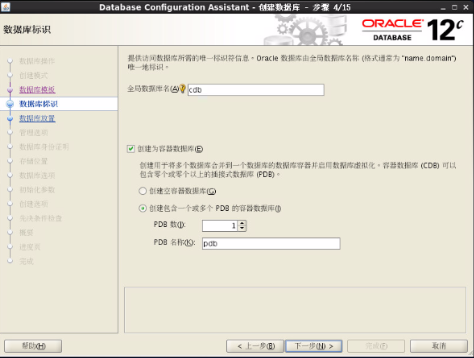 Database Configuration Assistant - 创建数据库 - 步骤 4/15
数据库标识
ORACLE 12c
DATABASE
数据库操作
创建模式
数据库模板
数据库标识
数据库放置
管理选项
数据库身份证明
存储位置
数据库选项
初始化参数
创建选项
先决条件检查
概要
进度页
完成
提供访问数据库所需的唯一标识符信息。Oracle 数据库由全局数据库名称 (格式通常为 "name.domain")
唯一地标识。
全局数据库名(A) cdb
创建为容器数据库(E)
创建用于将多个数据库合并到一个数据库的数据库容器并启用数据库虚拟化。容器数据库 (CDB) 可以
包含零个或零个以上的插接式数据库 (PDB)。
创建空容器数据库(G)
创建包含一个或多个 PDB 的容器数据库(I)
PDB 数(J): 1
PDB 名称(K): pdb
帮助(H)
< 上一步(B)
下一步(N) >
完成(F)
取消